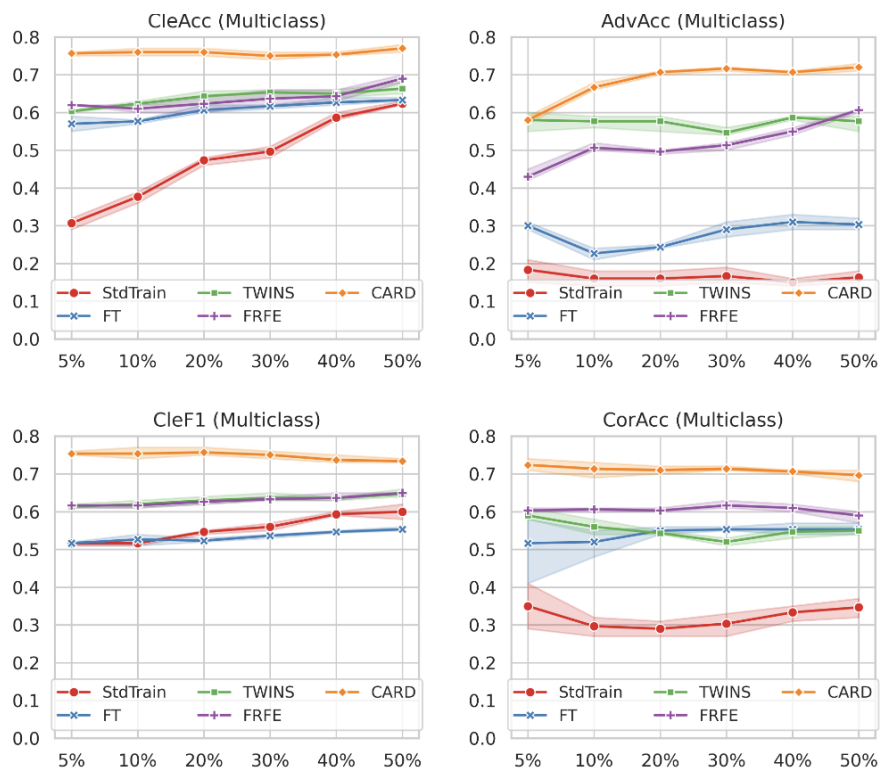 CleAcc (Multiclass)
0.8
0.7
0.6
0.5
0.4
0.3
0.2
0.1
0.0
StdTrain TWINS CARD
FT FRFE
5% 10% 20% 30% 40% 50%
AdvAcc (Multiclass)
0.8
0.7
0.6
0.5
0.4
0.3
0.2
0.1
0.0
StdTrain TWINS CARD
FT FRFE
5% 10% 20% 30% 40% 50%
CleF1 (Multiclass)
0.8
0.7
0.6
0.5
0.4
0.3
0.2
0.1
0.0
StdTrain TWINS CARD
FT FRFE
5% 10% 20% 30% 40% 50%
CorAcc (Multiclass)
0.8
0.7
0.6
0.5
0.4
0.3
0.2
0.1
0.0
StdTrain TWINS CARD
FT FRFE
5% 10% 20% 30% 40% 50%